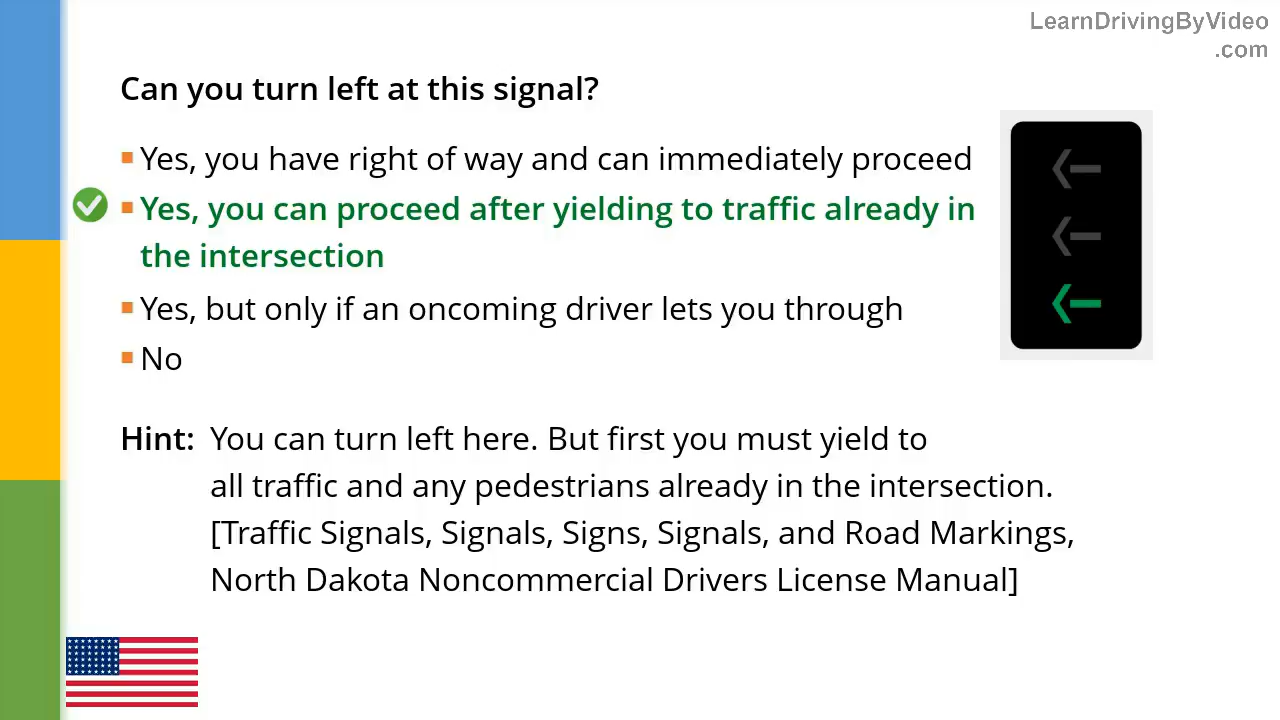 LearnDrivingByVideo
.com
Can you turn left at this signal?
Yes, you have right of way and can immediately proceed
Yes, you can proceed after yielding to traffic already in
the intersection
Yes, but only if an oncoming driver lets you through
No
Hint: You can turn left here. But first you must yield to
all traffic and any pedestrians already in the intersection.
[Traffic Signals, Signals, Signs, Signals, and Road Markings,
North Dakota Noncommercial Drivers License Manual]